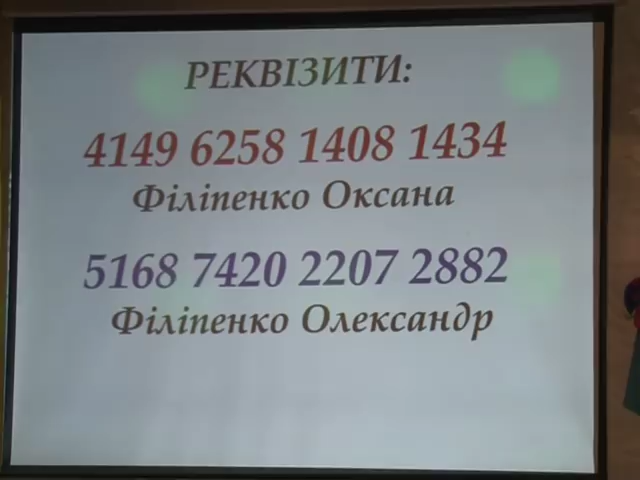 РЕКВІЗИТИ:
4149 6258 1408 1434
Філіпенко Оксана
5168 7420 2207 2882
Філіпенко Олександр